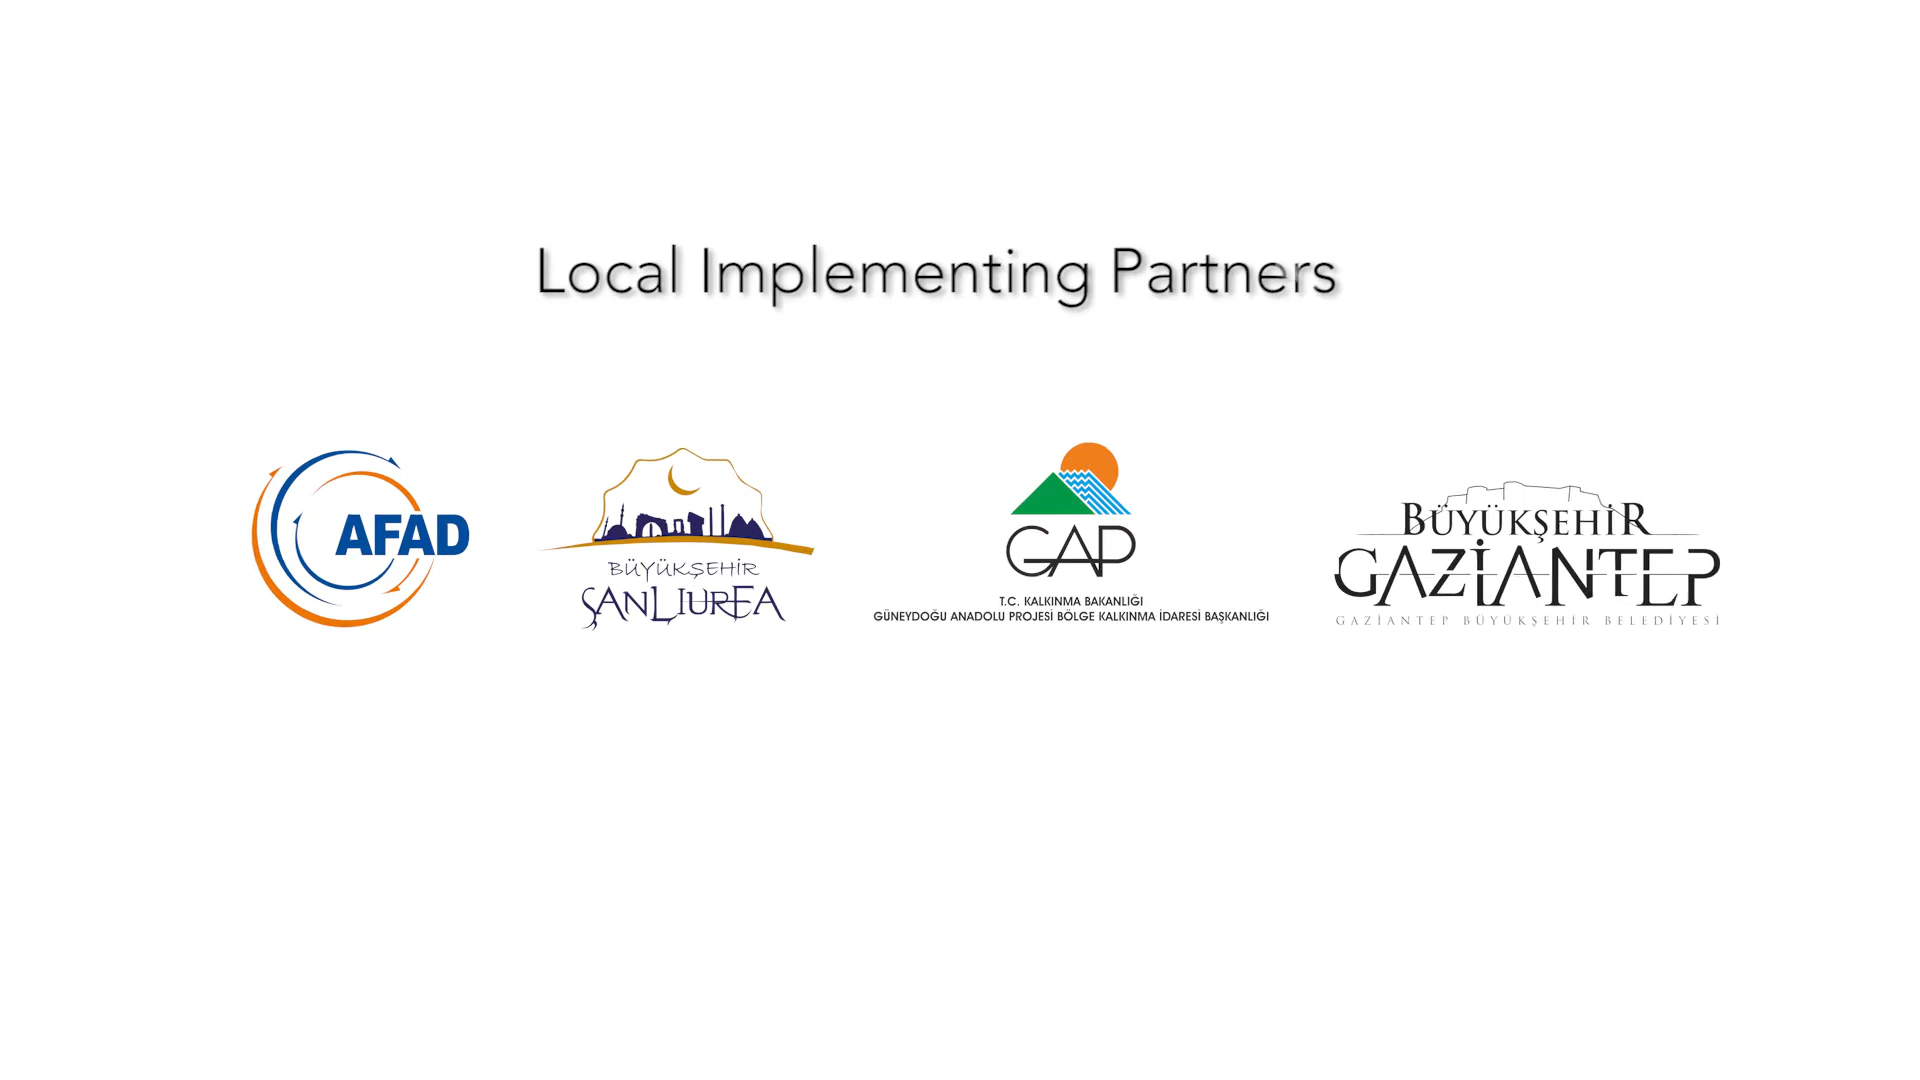 Local Implementing Partners
AFAD
BÜYÜKŞEHİR
ŞANLIURFA
GAP
T.C. KALKINMA BAKANLIĞI
GÜNEYDOĞU ANADOLU PROJESİ BÖLGE KALKINMA İDARESİ BAŞKANLIĞI
BÜYÜKŞEHİR
GAZİANTEP
GAZİANTEP BÜYÜKŞEHİR BELEDİYESİ